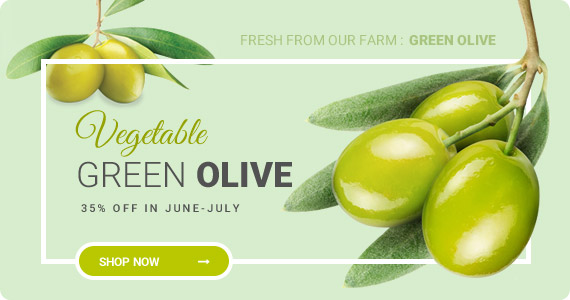 FRESH FROM OUR FARM : GREEN OLIVE
Vegetable
GREEN OLIVE
35% OFF IN JUNE-JULY
SHOP NOW